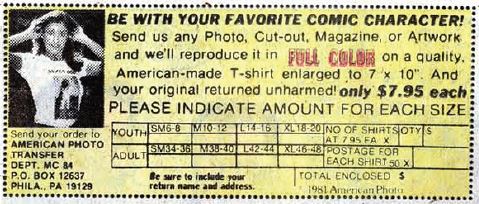 BE WITH YOUR FAVORITE COMIC CHARACTER!
Send us any Photo, Cut-out, Magazine, or Artwork
and we'll reproduce it in FULL COLOR on a quality,
American-made T-shirt enlarged to 7 x 10". And
your original returned unharmed! only $7.95 each
PLEASE INDICATE AMOUNT FOR EACH SIZE
Send your order to
AMERICAN PHOTO
TRANSFER
DEPT. MC 84
P.O. BOX 12637
PHILA., PA 19129
YOUTH SM6-8 M10-12 L14-16 XL18-20 NO OF SHIRTS QTY $
AT 7.95 EA X
ADULT SM34-36 M38-40 L42-44 XL46-48 POSTAGE FOR
EACH SHIRT .50 X
Be sure to include your
return name and address.
TOTAL ENCLOSED $
1981 American Photo